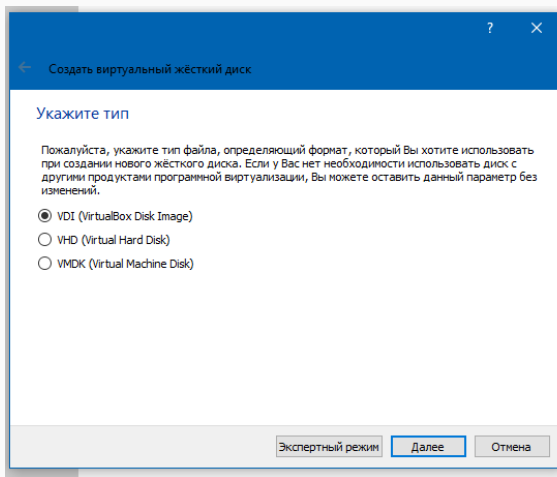 Создать виртуальный жёсткий диск
Укажите тип
Пожалуйста, укажите тип файла, определяющий формат, который Вы хотите использовать
при создании нового жёсткого диска. Если у Вас нет необходимости использовать диск с
другими продуктами программной виртуализации, Вы можете оставить данный параметр без
изменений.
VDI (VirtualBox Disk Image)
VHD (Virtual Hard Disk)
VMDK (Virtual Machine Disk)
Экспертный режим Далее Отмена